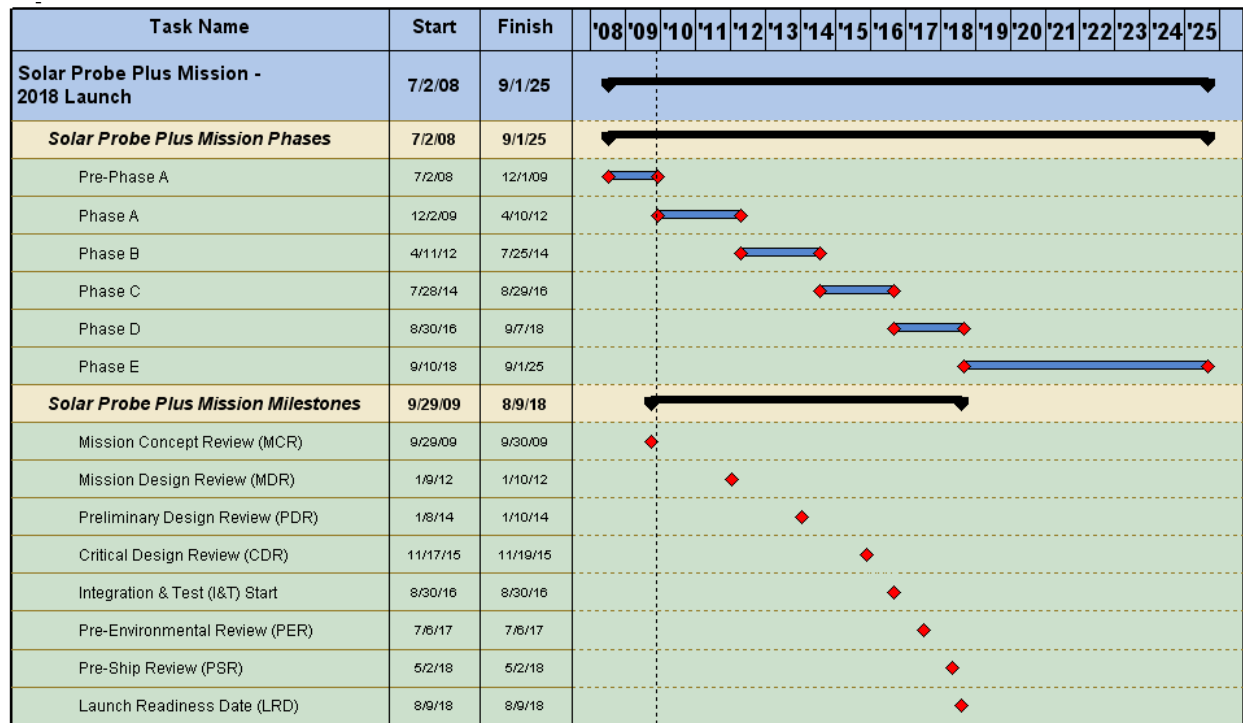 Task Name Start Finish '08 '09 '10 '11 '12 '13 '14 '15 '16 '17 '18 '19 '20 '21 '22 '23 '24 '25
Solar Probe Plus Mission -
2018 Launch 7/2/08 9/1/25
Solar Probe Plus Mission Phases 7/2/08 9/1/25
Pre-Phase A 7/2/08 12/1/09
Phase A 12/2/09 4/10/12
Phase B 4/11/12 7/25/14
Phase C 7/28/14 8/29/16
Phase D 8/30/16 9/7/18
Phase E 9/10/18 9/1/25
Solar Probe Plus Mission Milestones 9/29/09 8/9/18
Mission Concept Review (MCR) 9/29/09 9/30/09
Mission Design Review (MDR) 1/9/12 1/10/12
Preliminary Design Review (PDR) 1/8/14 1/10/14
Critical Design Review (CDR) 11/17/15 11/19/15
Integration & Test (I&T) Start 8/30/16 8/30/16
Pre-Environmental Review (PER) 7/6/17 7/6/17
Pre-Ship Review (PSR) 5/2/18 5/2/18
Launch Readiness Date (LRD) 8/9/18 8/9/18